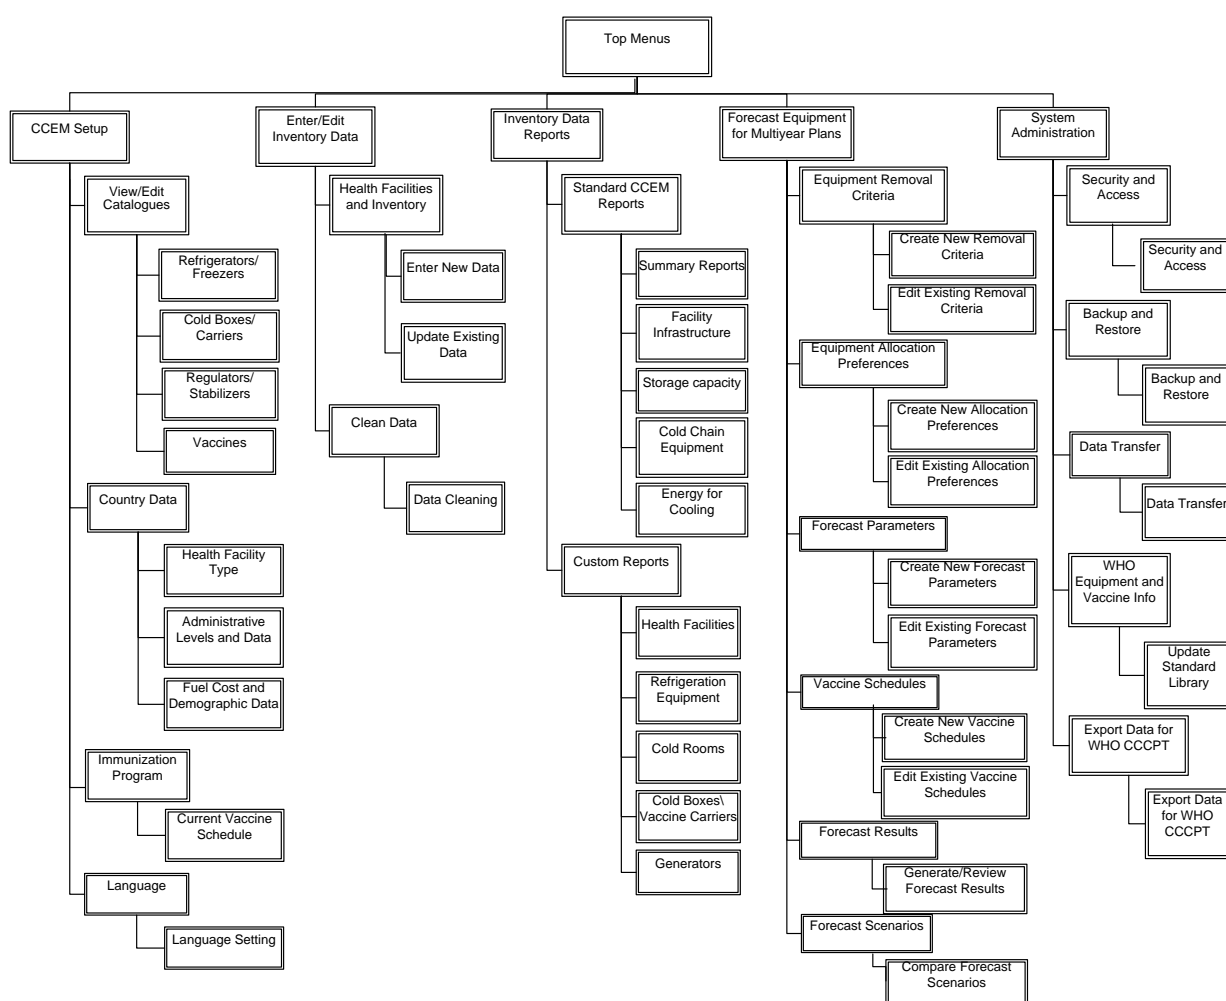 Top Menus
CCEM Setup
View/Edit
Catalogues
Refrigerators/
Freezers
Cold Boxes/
Carriers
Regulators/
Stabilizers
Vaccines
Country Data
Health Facility
Type
Administrative
Levels and Data
Fuel Cost and
Demographic Data
Immunization
Program
Current Vaccine
Schedule
Language
Language Setting
Enter/Edit
Inventory Data
Health Facilities
and Inventory
Enter New Data
Update Existing
Data
Clean Data
Data Cleaning
Inventory Data
Reports
Standard CCEM
Reports
Summary Reports
Facility
Infrastructure
Storage capacity
Cold Chain
Equipment
Energy for
Cooling
Custom Reports
Health Facilities
Refrigeration
Equipment
Cold Rooms
Cold Boxes\
Vaccine Carriers
Generators
Forecast Equipment
for Multiyear Plans
Equipment Removal
Criteria
Create New Removal
Criteria
Edit Existing Removal
Criteria
Equipment Allocation
Preferences
Create New Allocation
Preferences
Edit Existing Allocation
Preferences
Forecast Parameters
Create New Forecast
Parameters
Edit Existing Forecast
Parameters
Vaccine Schedules
Create New Vaccine
Schedules
Edit Existing Vaccine
Schedules
Forecast Results
Generate/Review
Forecast Results
Forecast Scenarios
Compare Forecast
Scenarios
System
Administration
Security and
Access
Security and
Access
Backup and
Restore
Backup and
Restore
Data Transfer
Data Transfer
WHO
Equipment and
Vaccine Info
Update
Standard
Library
Export Data for
WHO CCCPT
Export Data
for WHO
CCCPT